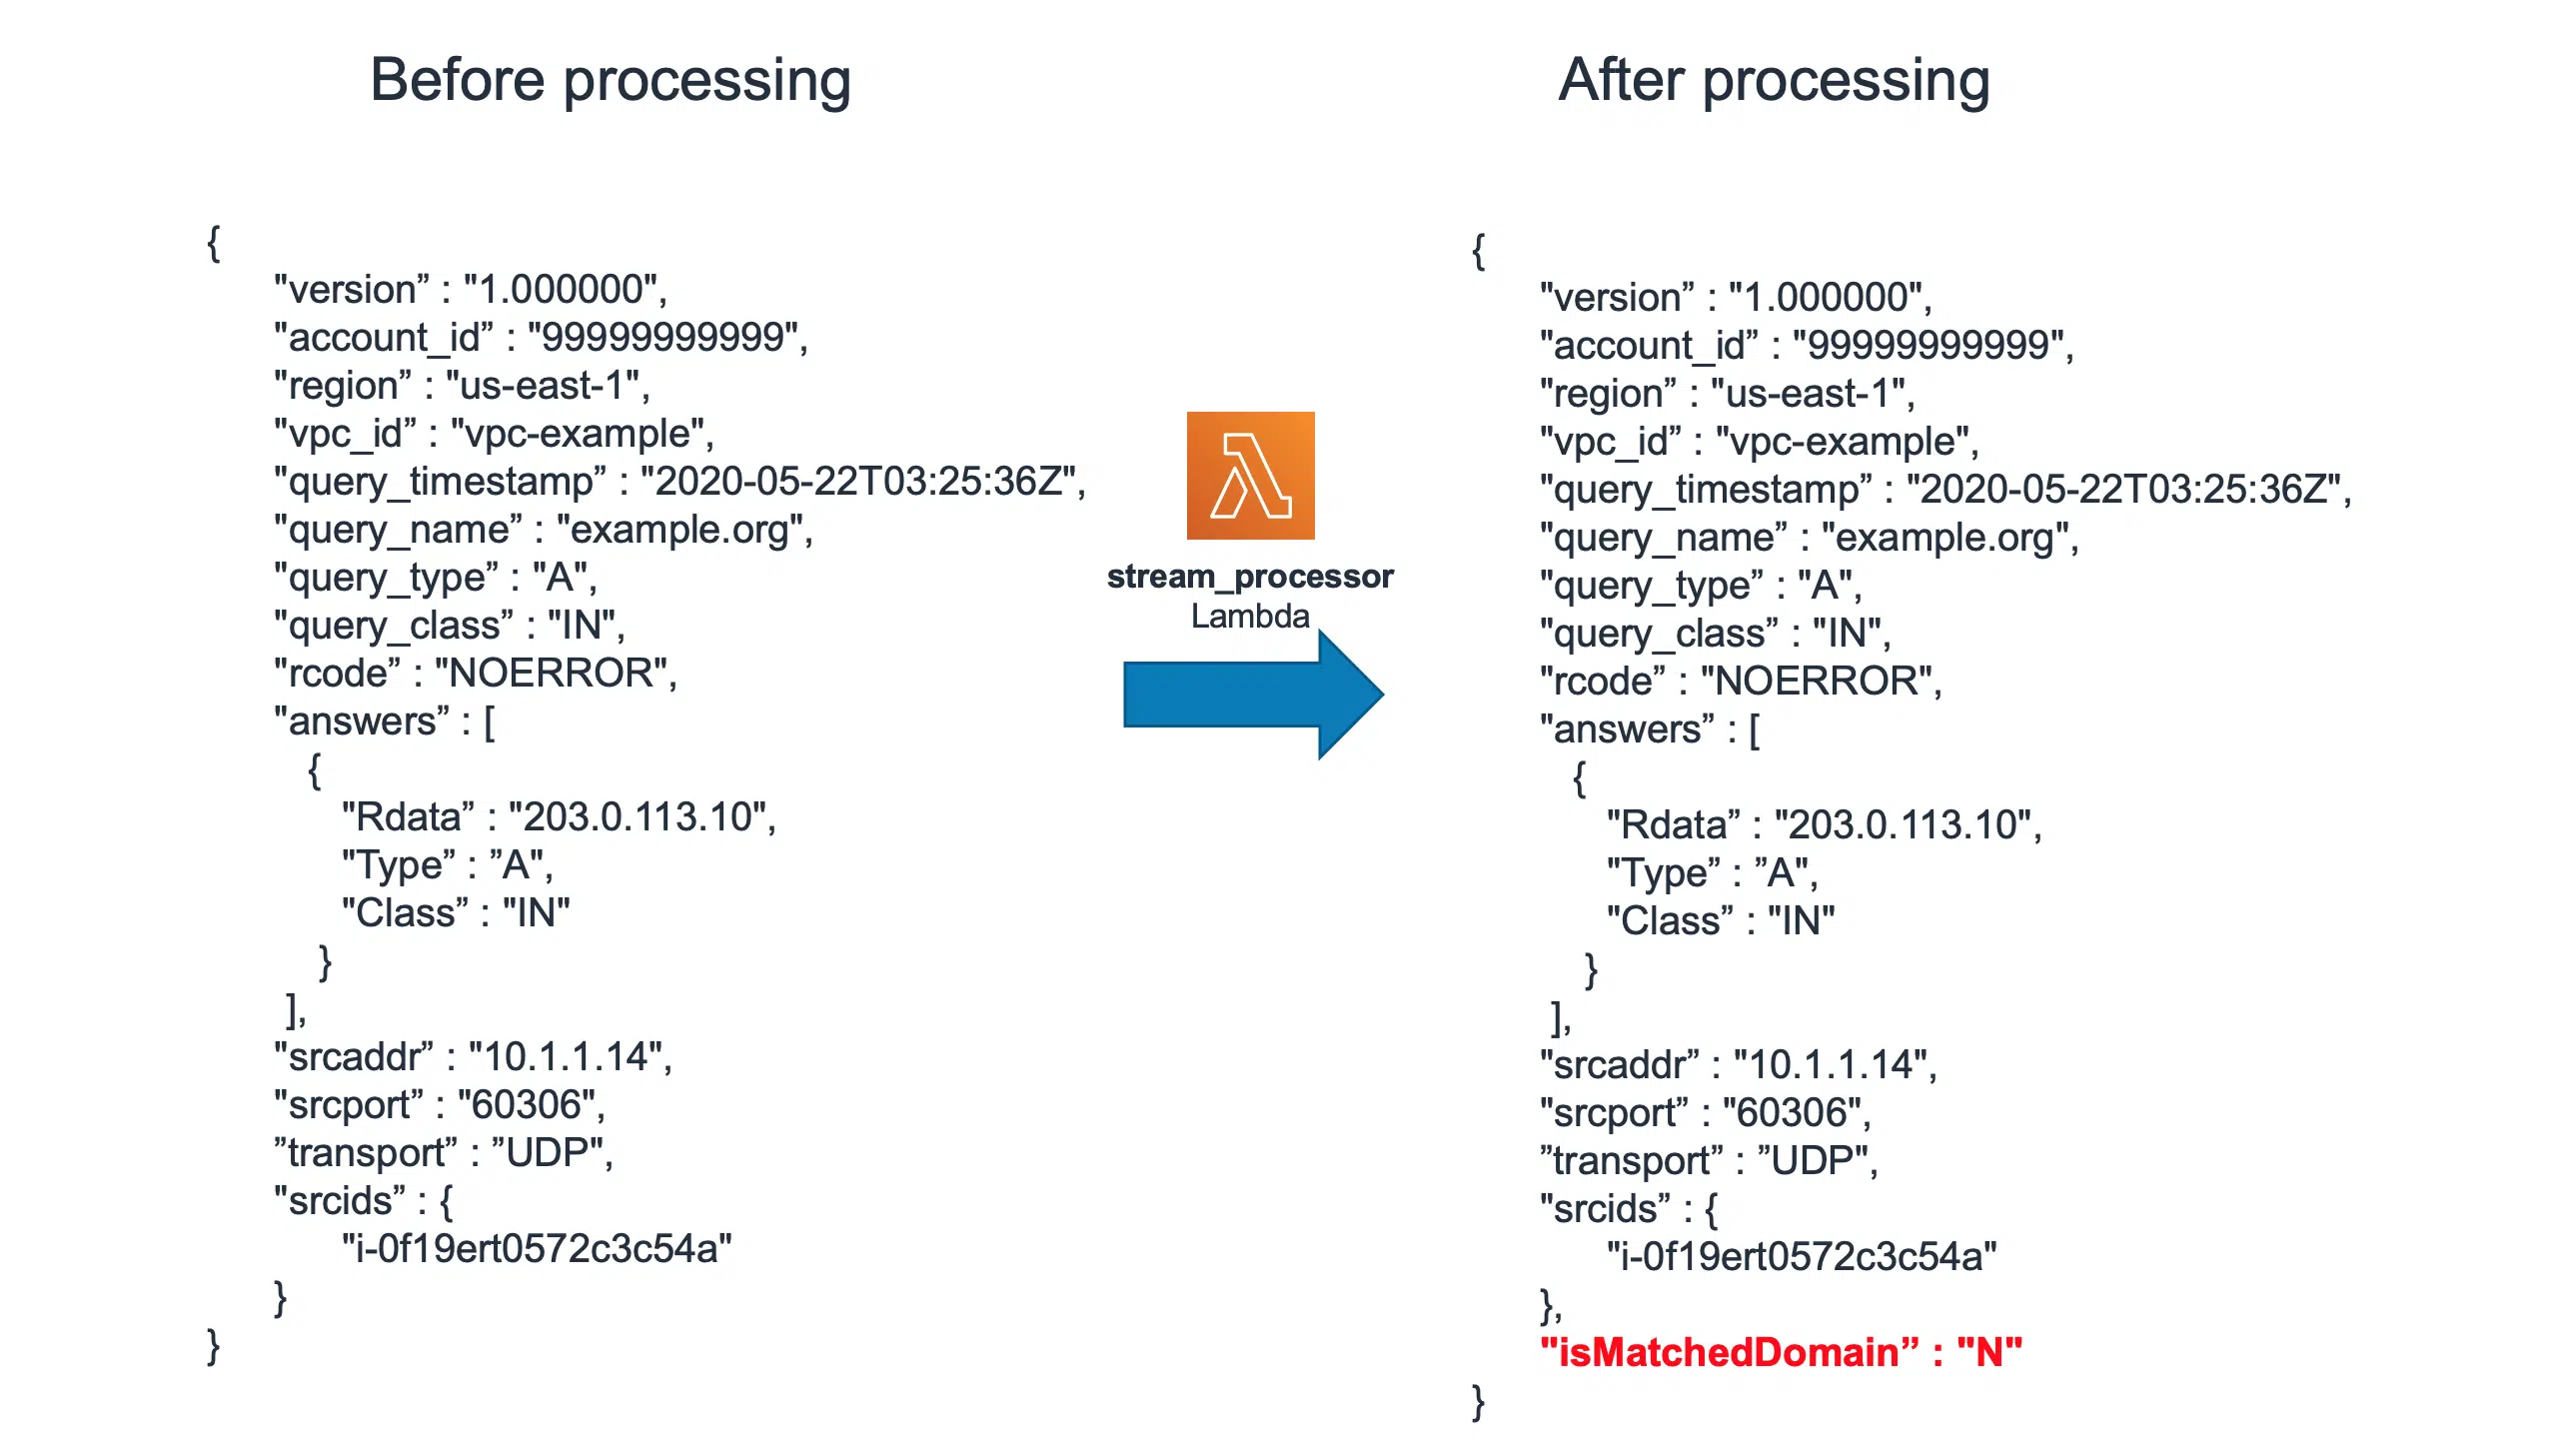 Before processing
{
"version” : "1.000000",
"account_id” : "99999999999",
"region” : "us-east-1",
"vpc_id” : "vpc-example",
"query_timestamp” : "2020-05-22T03:25:36Z",
"query_name” : "example.org",
"query_type” : "A",
"query_class” : "IN",
"rcode” : "NOERROR",
"answers” : [
{
"Rdata” : "203.0.113.10",
"Type” : ”A",
"Class” : "IN"
}
],
"srcaddr” : "10.1.1.14",
"srcport” : "60306",
”transport” : ”UDP",
"srcids” : {
"i-0f19ert0572c3c54a"
}
}
stream_processor
Lambda
After processing
{
"version” : "1.000000",
"account_id” : "99999999999",
"region” : "us-east-1",
"vpc_id” : "vpc-example",
"query_timestamp” : "2020-05-22T03:25:36Z",
"query_name” : "example.org",
"query_type” : "A",
"query_class” : "IN",
"rcode” : "NOERROR",
"answers” : [
{
"Rdata” : "203.0.113.10",
"Type” : ”A",
"Class” : "IN"
}
],
"srcaddr” : "10.1.1.14",
"srcport” : "60306",
”transport” : ”UDP",
"srcids” : {
"i-0f19ert0572c3c54a"
},
"isMatchedDomain” : "N"
}